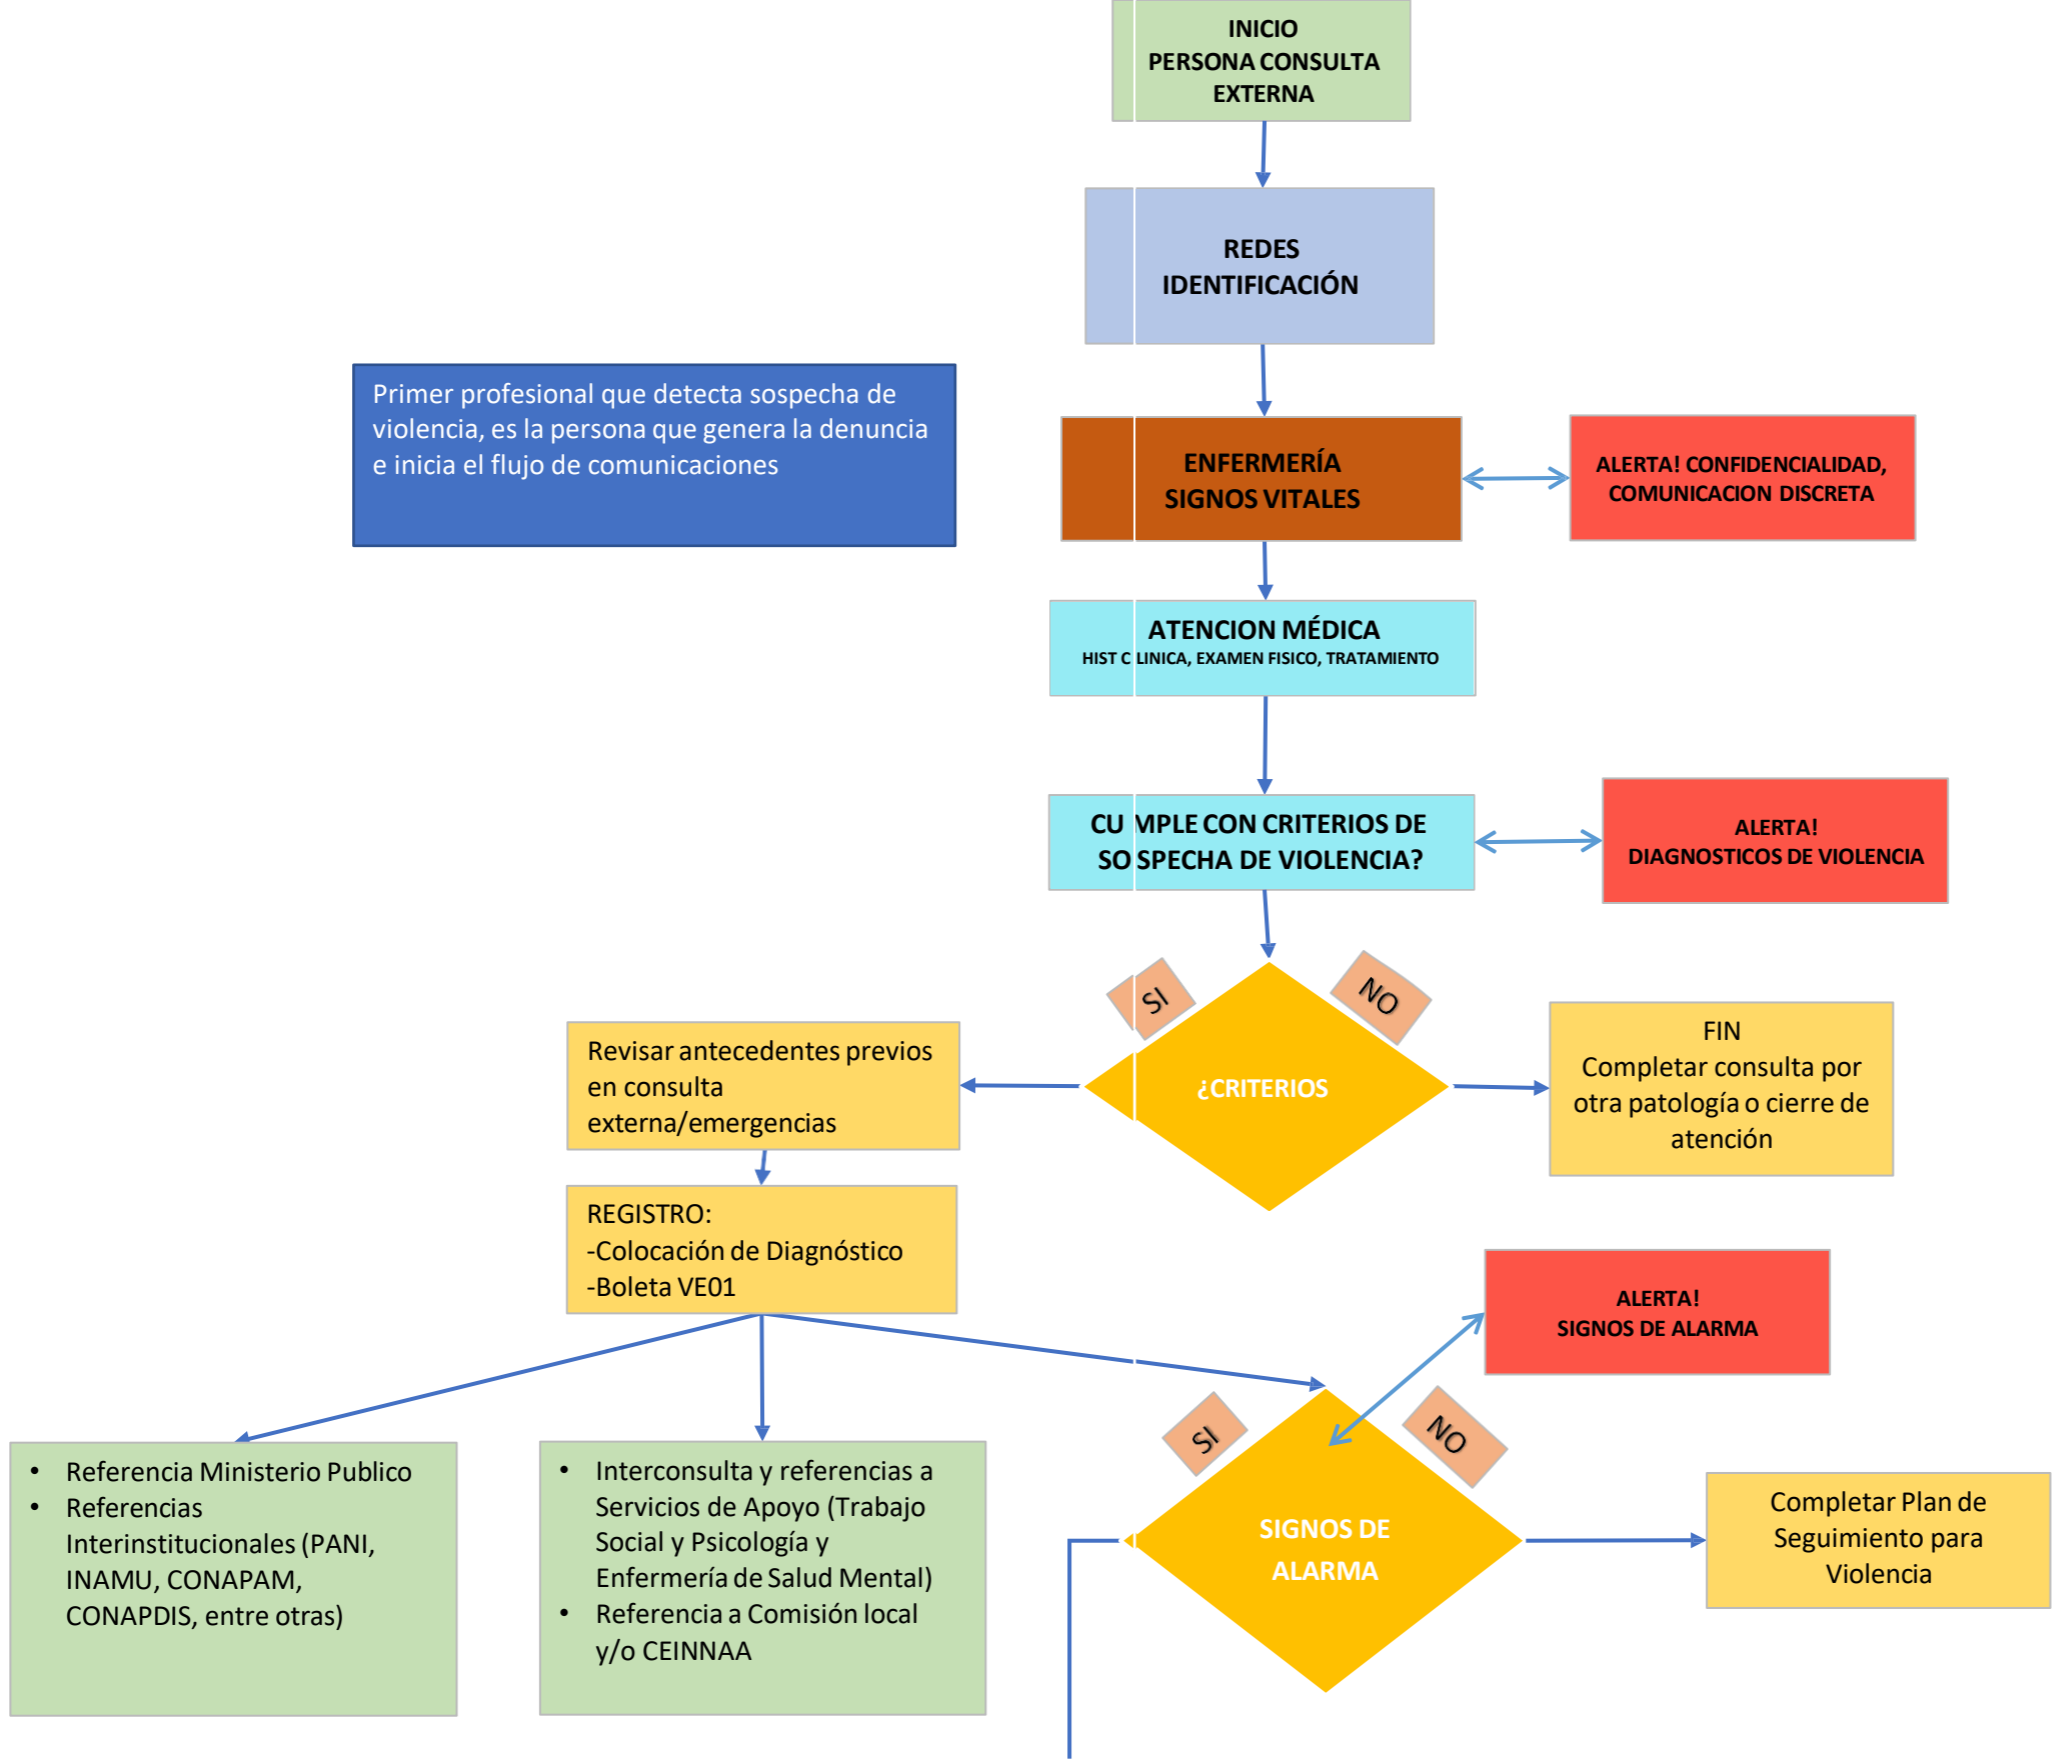 INICIO
PERSONA CONSULTA
EXTERNA
REDES
IDENTIFICACIÓN
Primer profesional que detecta sospecha de
violencia, es la persona que genera la denuncia
e inicia el flujo de comunicaciones
ENFERMERÍA
SIGNOS VITALES
ALERTA! CONFIDENCIALIDAD,
COMUNICACION DISCRETA
ATENCION MÉDICA
HIST CLINICA, EXAMEN FISICO, TRATAMIENTO
CUMPLE CON CRITERIOS DE
SOSPECHA DE VIOLENCIA?
ALERTA!
DIAGNOSTICOS DE VIOLENCIA
SI
NO
¿CRITERIOS
Revisar antecedentes previos
en consulta
externa/emergencias
FIN
Completar consulta por
otra patología o cierre de
atención
REGISTRO:
-Colocación de Diagnóstico
-Boleta VE01
ALERTA!
SIGNOS DE ALARMA
SI
NO
SIGNOS DE
ALARMA
• Referencia Ministerio Publico
• Referencias
Interinstitucionales (PANI,
INAMU, CONAPAM,
CONAPDIS, entre otras)
• Interconsulta y referencias a
Servicios de Apoyo (Trabajo
Social y Psicología y
Enfermería de Salud Mental)
• Referencia a Comisión local
y/o CEINNAA
Completar Plan de
Seguimiento para
Violencia